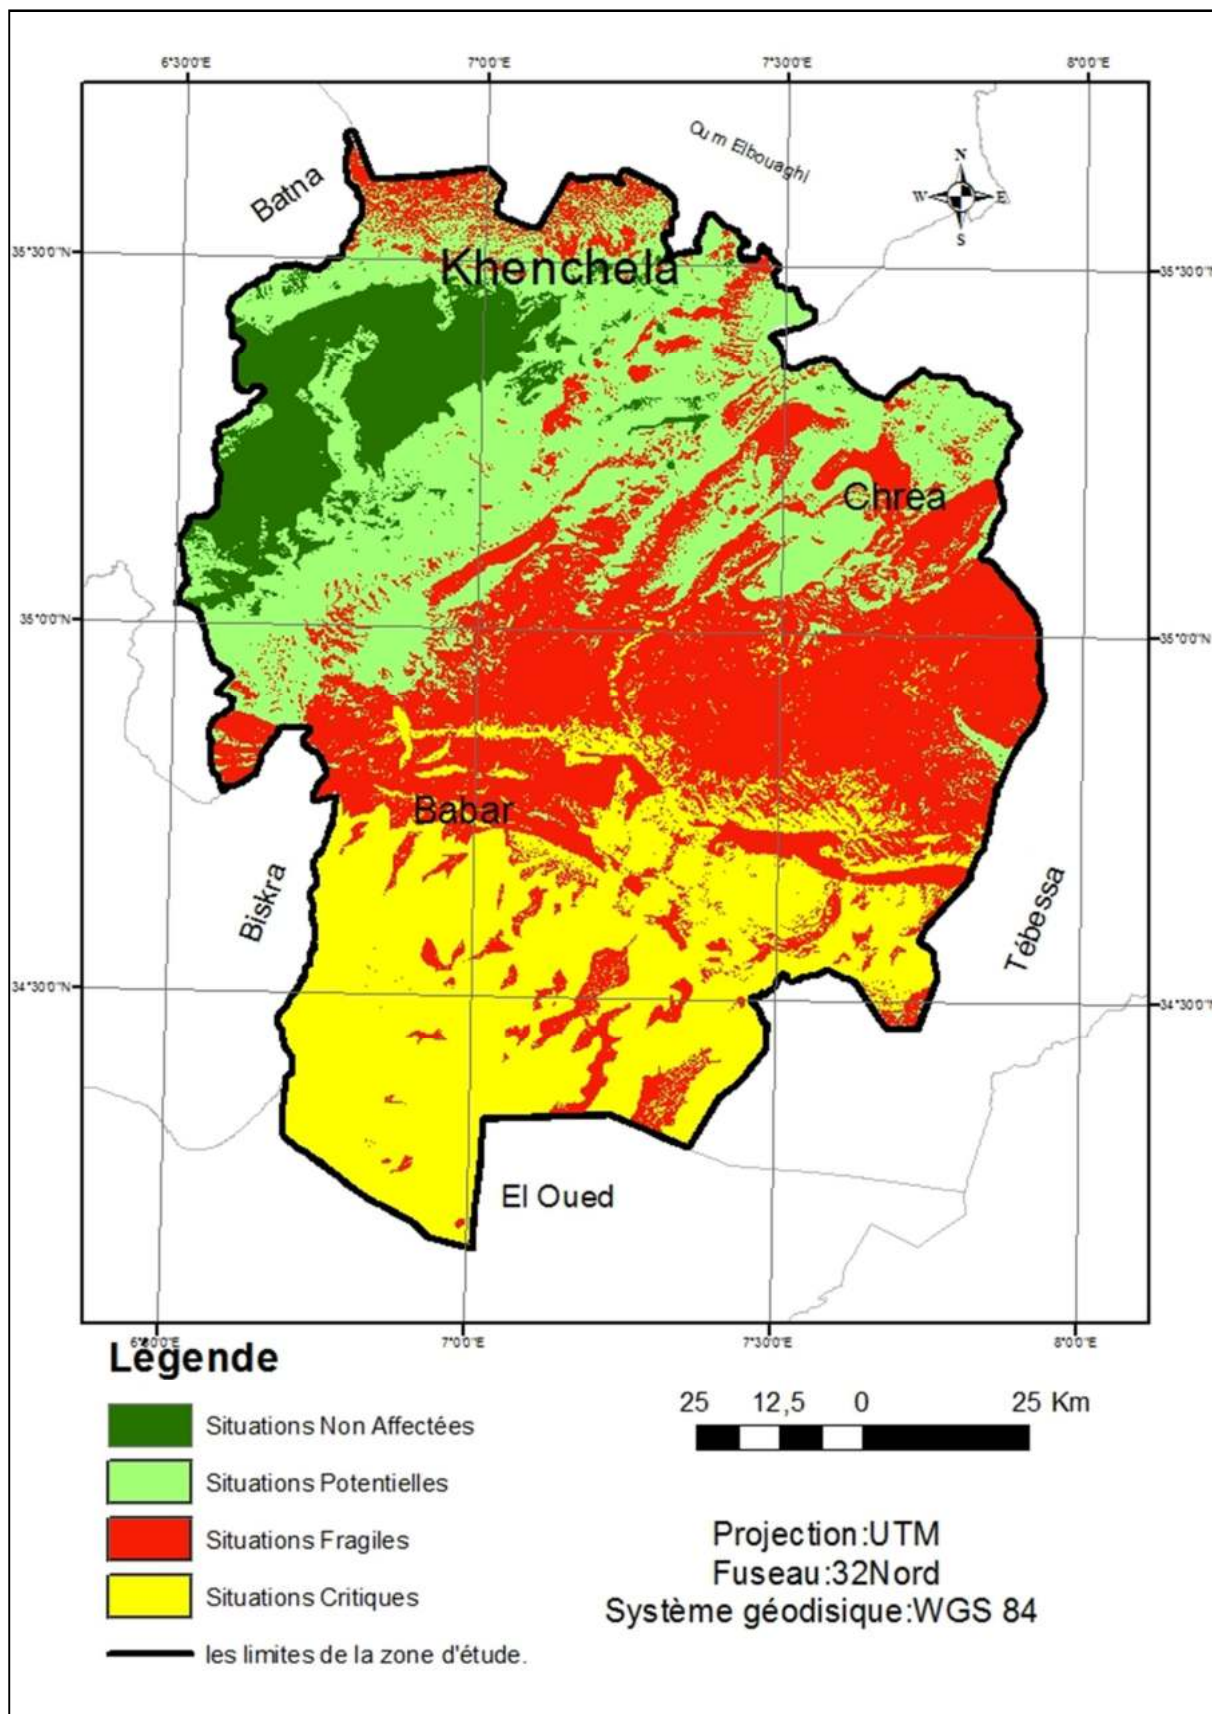 6°30'0"E 7°0'0"E 7°30'0"E 8°0'0"E
Oum Elbouaghi
Batna
N
W E
S
35°30'0"N 35°30'0"N
Khenchela
Chrea
35°0'0"N 35°0'0"N
Babar
Biskra
Tébessa
34°30'0"N 34°30'0"N
El Oued
6°30'0"E 7°0'0"E 7°30'0"E 8°0'0"E
Légende
Situations Non Affectées
Situations Potentielles
Situations Fragiles
Situations Critiques
les limites de la zone d'étude.
25 12,5 0 25 Km
Projection:UTM
Fuseau:32Nord
Système géodisique:WGS 84